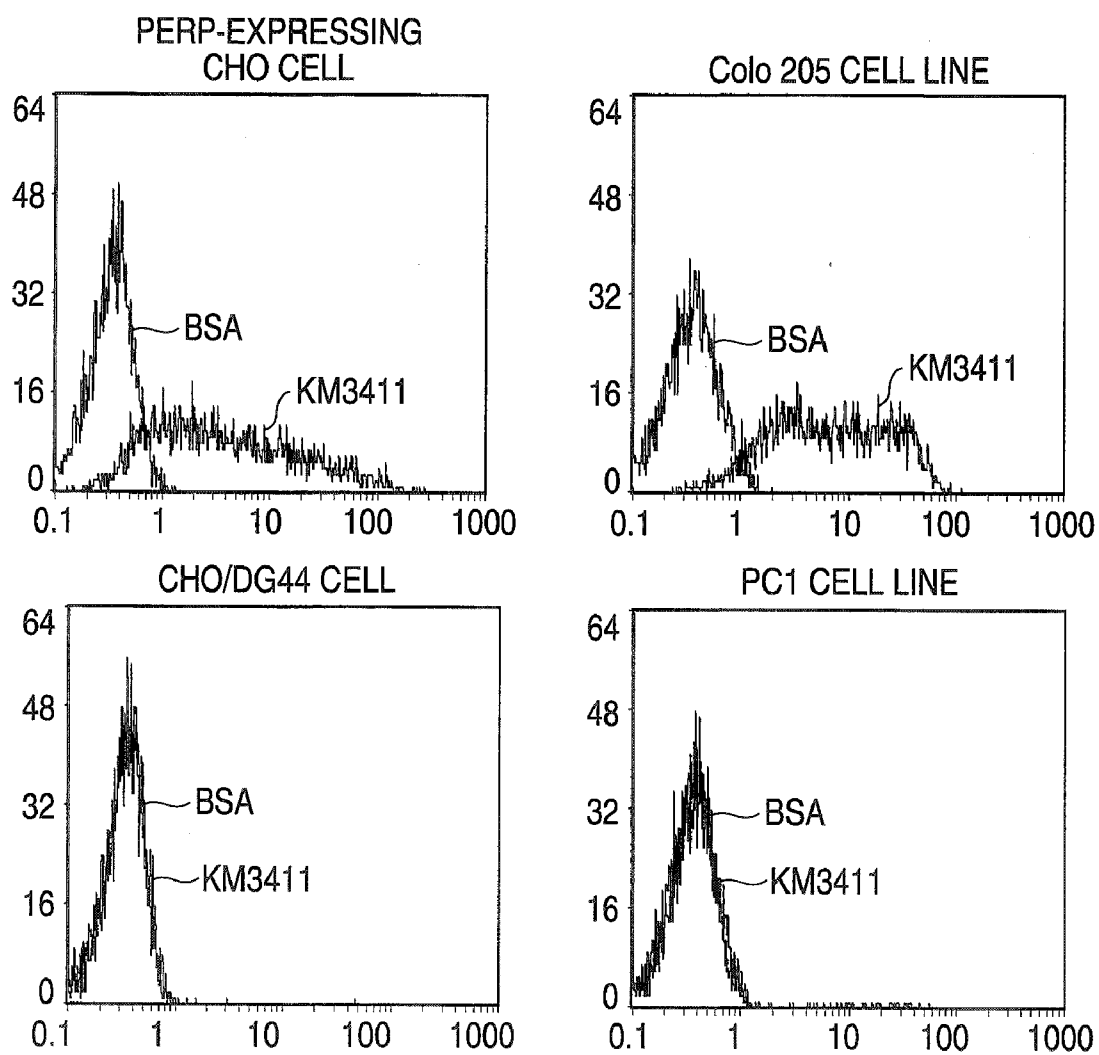 PERP-EXPRESSING
CHO CELL
64
48
32
16
0
BSA
KM3411
0.1 1 10 100 1000
Colo 205 CELL LINE
64
48
32
16
0
BSA
KM3411
0.1 1 10 100 1000
CHO/DG44 CELL
64
48
32
16
0
BSA
KM3411
0.1 1 10 100 1000
PC1 CELL LINE
64
48
32
16
0
BSA
KM3411
0.1 1 10 100 1000